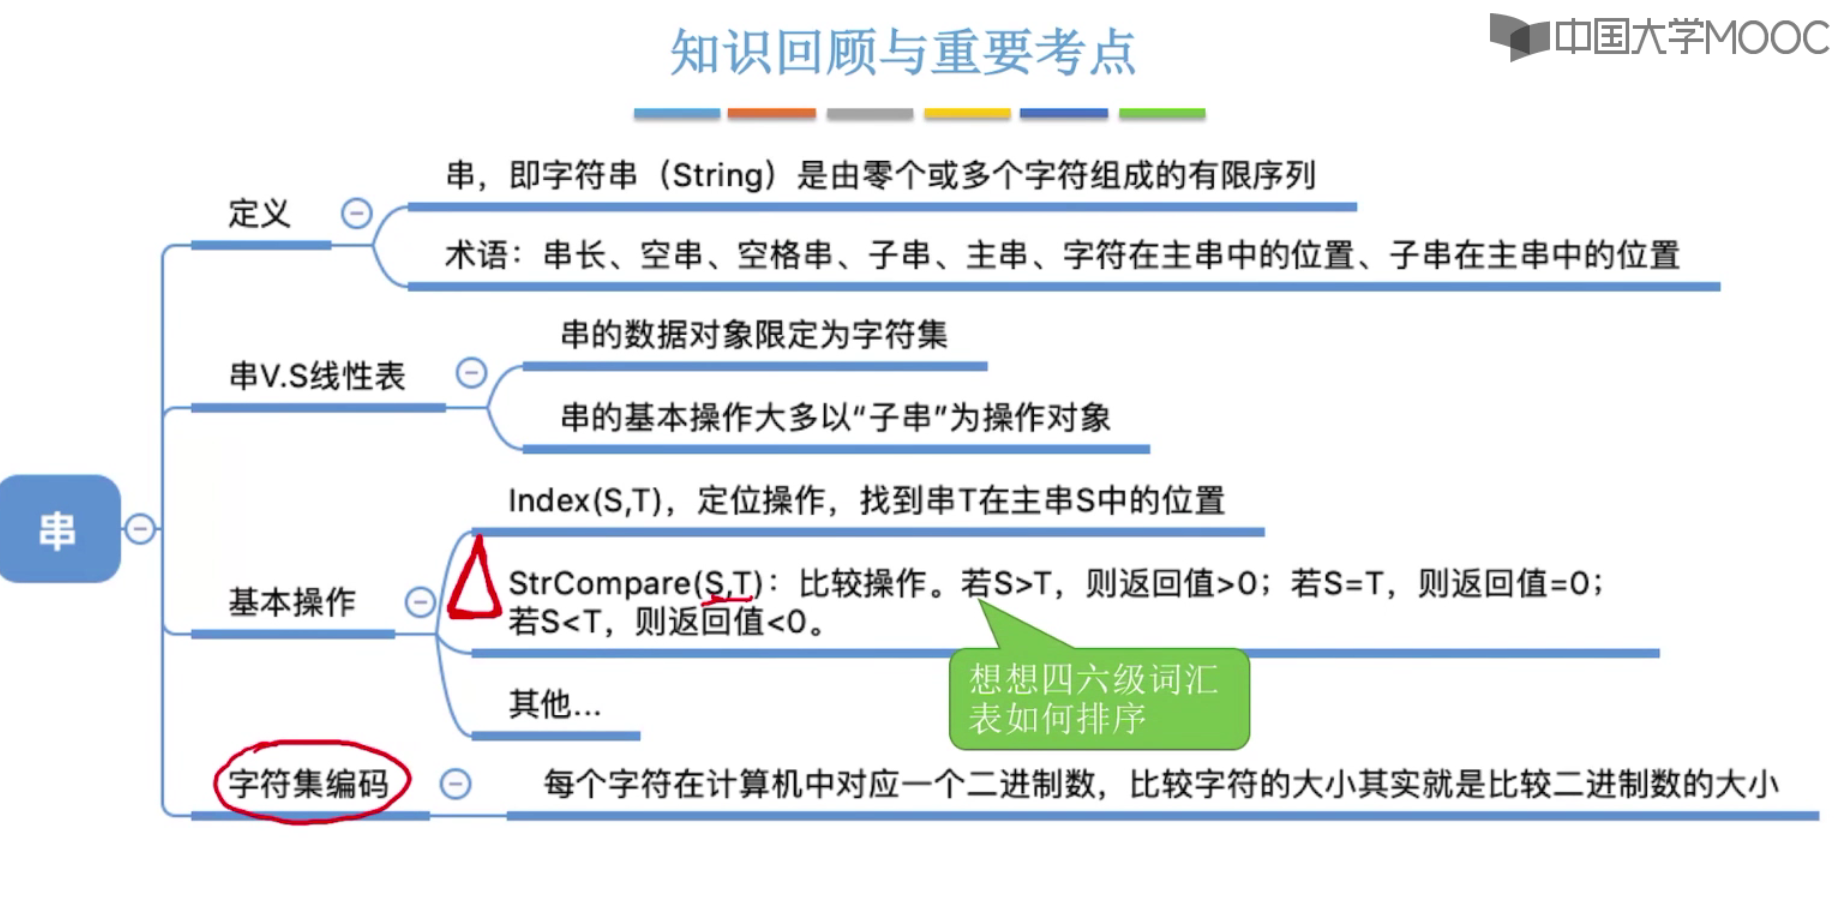 知识回顾与重要考点
中国大学MOOC
串
定义
串，即字符串（String）是由零个或多个字符组成的有限序列
术语：串长、空串、空格串、子串、主串、字符在主串中的位置、子串在主串中的位置
串V.S线性表
串的数据对象限定为字符集
串的基本操作大多以“子串”为操作对象
基本操作
Index(S,T)，定位操作，找到串T在主串S中的位置
StrCompare(S,T)：比较操作。若S>T，则返回值>0；若S=T，则返回值=0；
若S<T，则返回值<0。
想想四六级词汇
表如何排序
其他...
字符集编码
每个字符在计算机中对应一个二进制数，比较字符的大小其实就是比较二进制数的大小